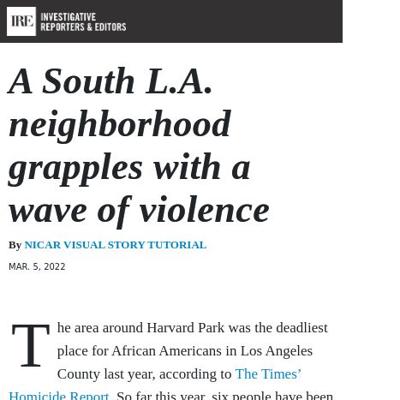 IRE INVESTIGATIVE
REPORTERS & EDITORS
A South L.A.
neighborhood
grapples with a
wave of violence
By NICAR VISUAL STORY TUTORIAL
MAR. 5, 2022
The area around Harvard Park was the deadliest
place for African Americans in Los Angeles
County last year, according to The Times’
Homicide Report. So far this year, six people have been